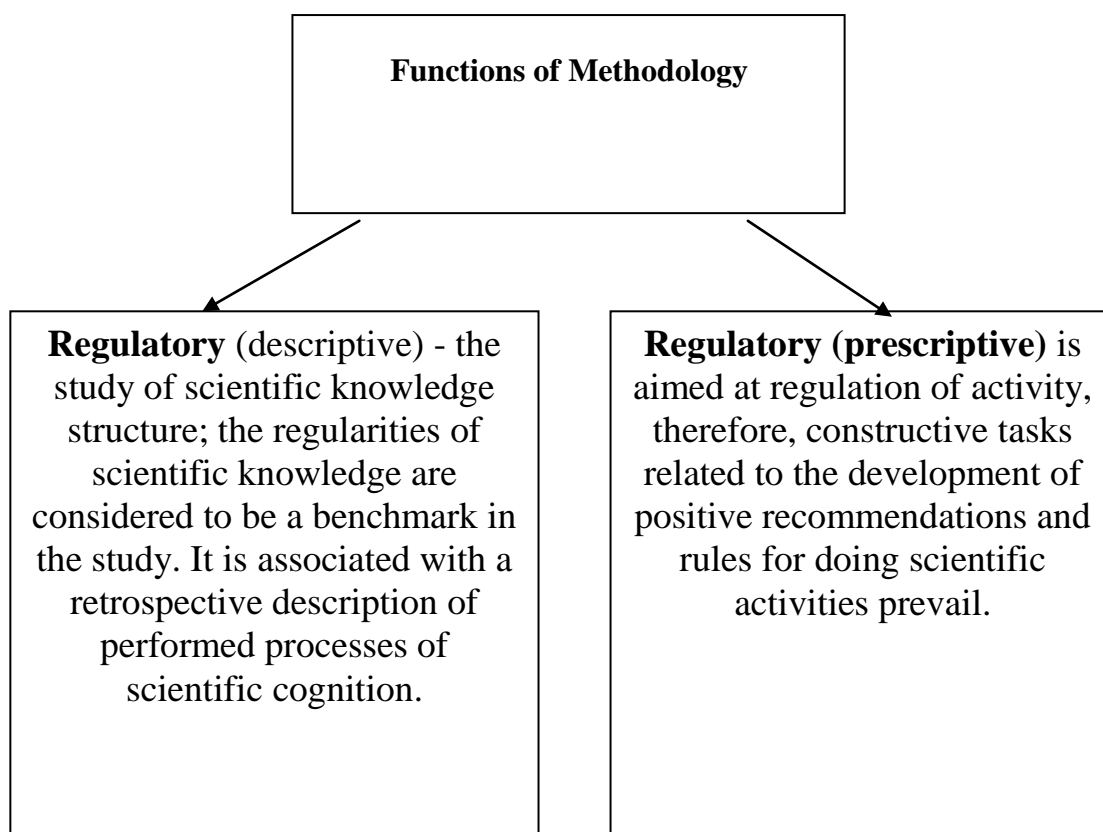 Functions of Methodology
Regulatory (descriptive) - the
study of scientific knowledge
structure; the regularities of
scientific knowledge are
considered to be a benchmark in
the study. It is associated with a
retrospective description of
performed processes of
scientific cognition.
Regulatory (prescriptive) is
aimed at regulation of activity,
therefore, constructive tasks
related to the development of
positive recommendations and
rules for doing scientific
activities prevail.